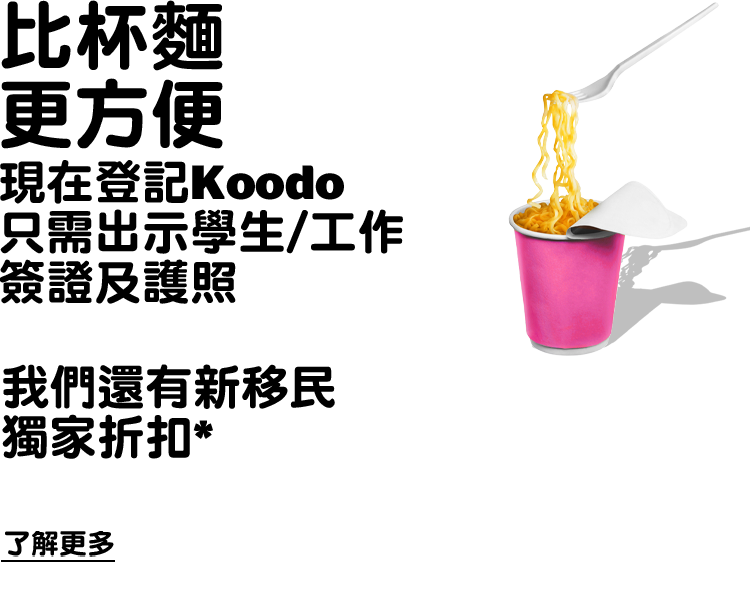 比杯麵
更方便
現在登記Koodo
只需出示學生/工作
簽證及護照
我們還有新移民
獨家折扣*
了解更多